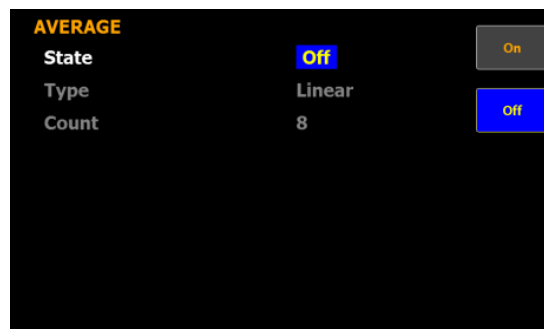 AVERAGE
State Off
Type Linear
Count 8
On
Off